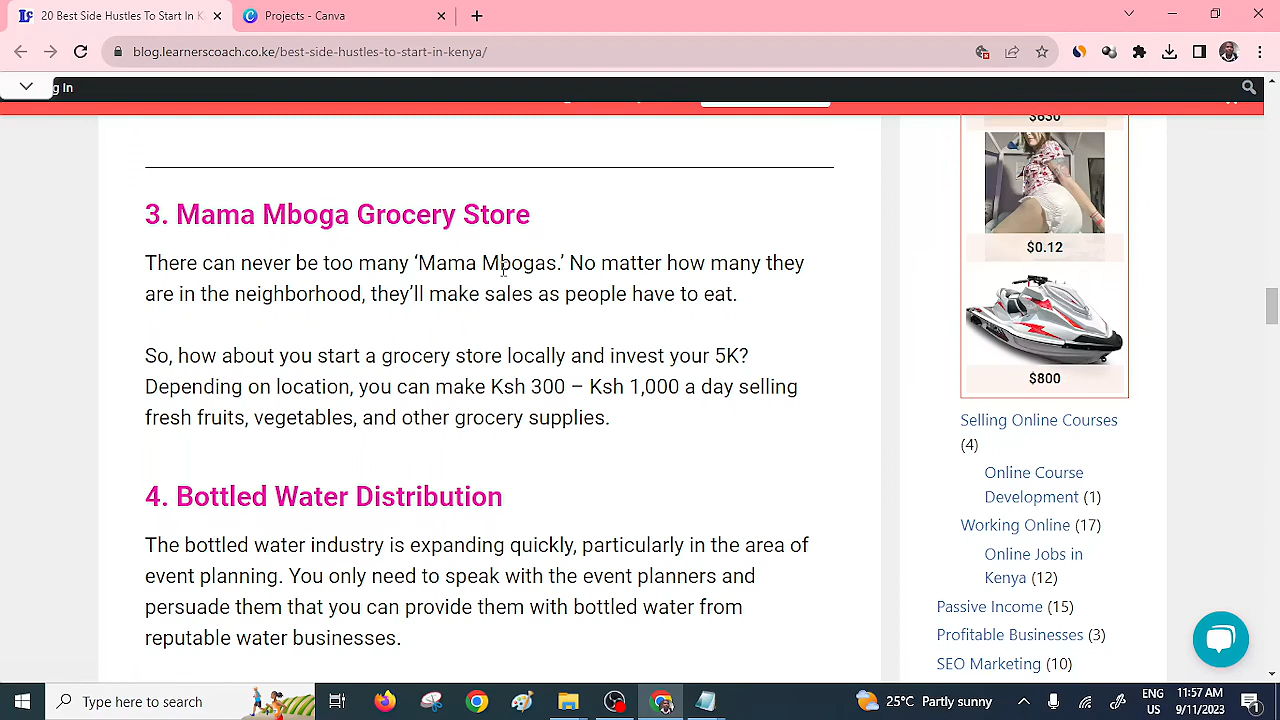 20 Best Side Hustles To Start In K
Projects - Canva
blog.learnerscoach.co.ke/best-side-hustles-to-start-in-kenya/
g In
$630
3. Mama Mboga Grocery Store
There can never be too many ‘Mama Mbogas.’ No matter how many they
are in the neighborhood, they’ll make sales as people have to eat.
So, how about you start a grocery store locally and invest your 5K?
Depending on location, you can make Ksh 300 – Ksh 1,000 a day selling
fresh fruits, vegetables, and other grocery supplies.
4. Bottled Water Distribution
The bottled water industry is expanding quickly, particularly in the area of
event planning. You only need to speak with the event planners and
persuade them that you can provide them with bottled water from
reputable water businesses.
$0.12
$800
Selling Online Courses
(4)
Online Course
Development (1)
Working Online (17)
Online Jobs in
Kenya (12)
Passive Income (15)
Profitable Businesses (3)
SEO Marketing (10)
Type here to search
25°C Partly sunny
ENG
US
11:57 AM
9/11/2023
1